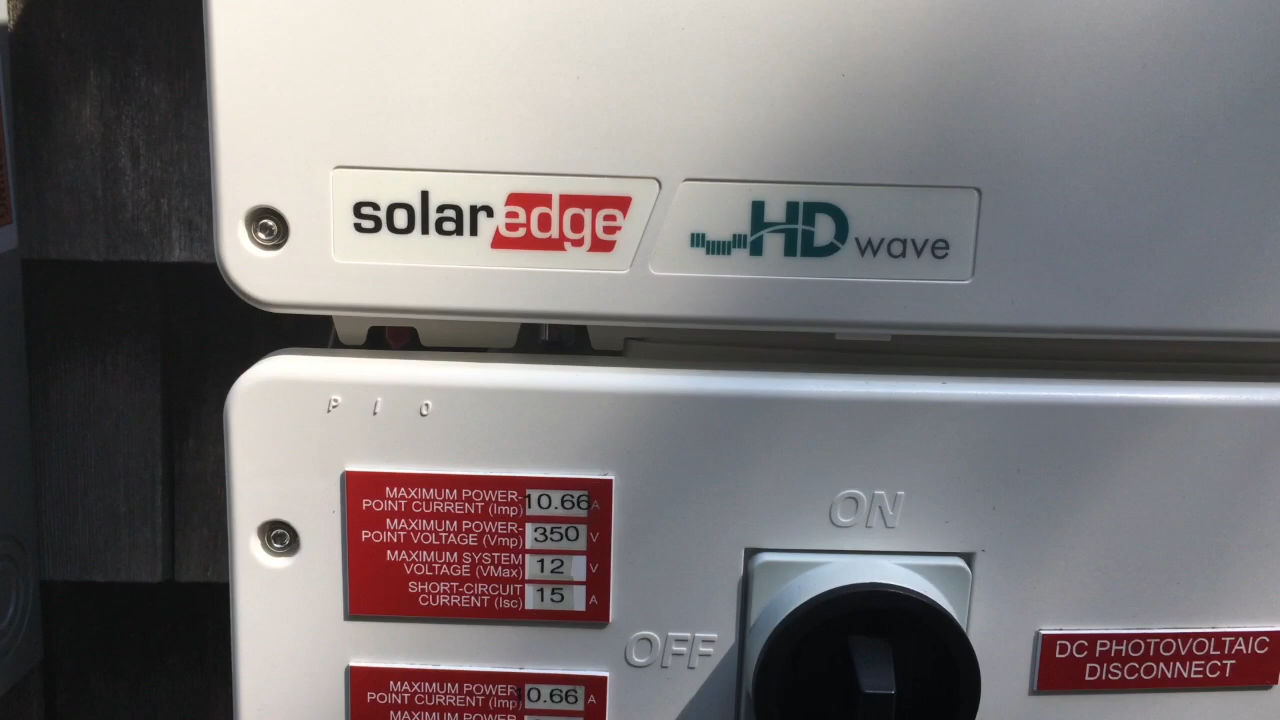 solaredge
HD wave
P I O
MAXIMUM POWER-
POINT CURRENT (Imp) 10.66 A
MAXIMUM POWER-
POINT VOLTAGE (Vmp) 350 V
MAXIMUM SYSTEM
VOLTAGE (VMax) 12 V
SHORT-CIRCUIT
CURRENT (Isc) 15 A
ON
OFF
DC PHOTOVOLTAIC
DISCONNECT
MAXIMUM POWER
POINT CURRENT (Imp) 0.66 A
MAXIMUM POWER